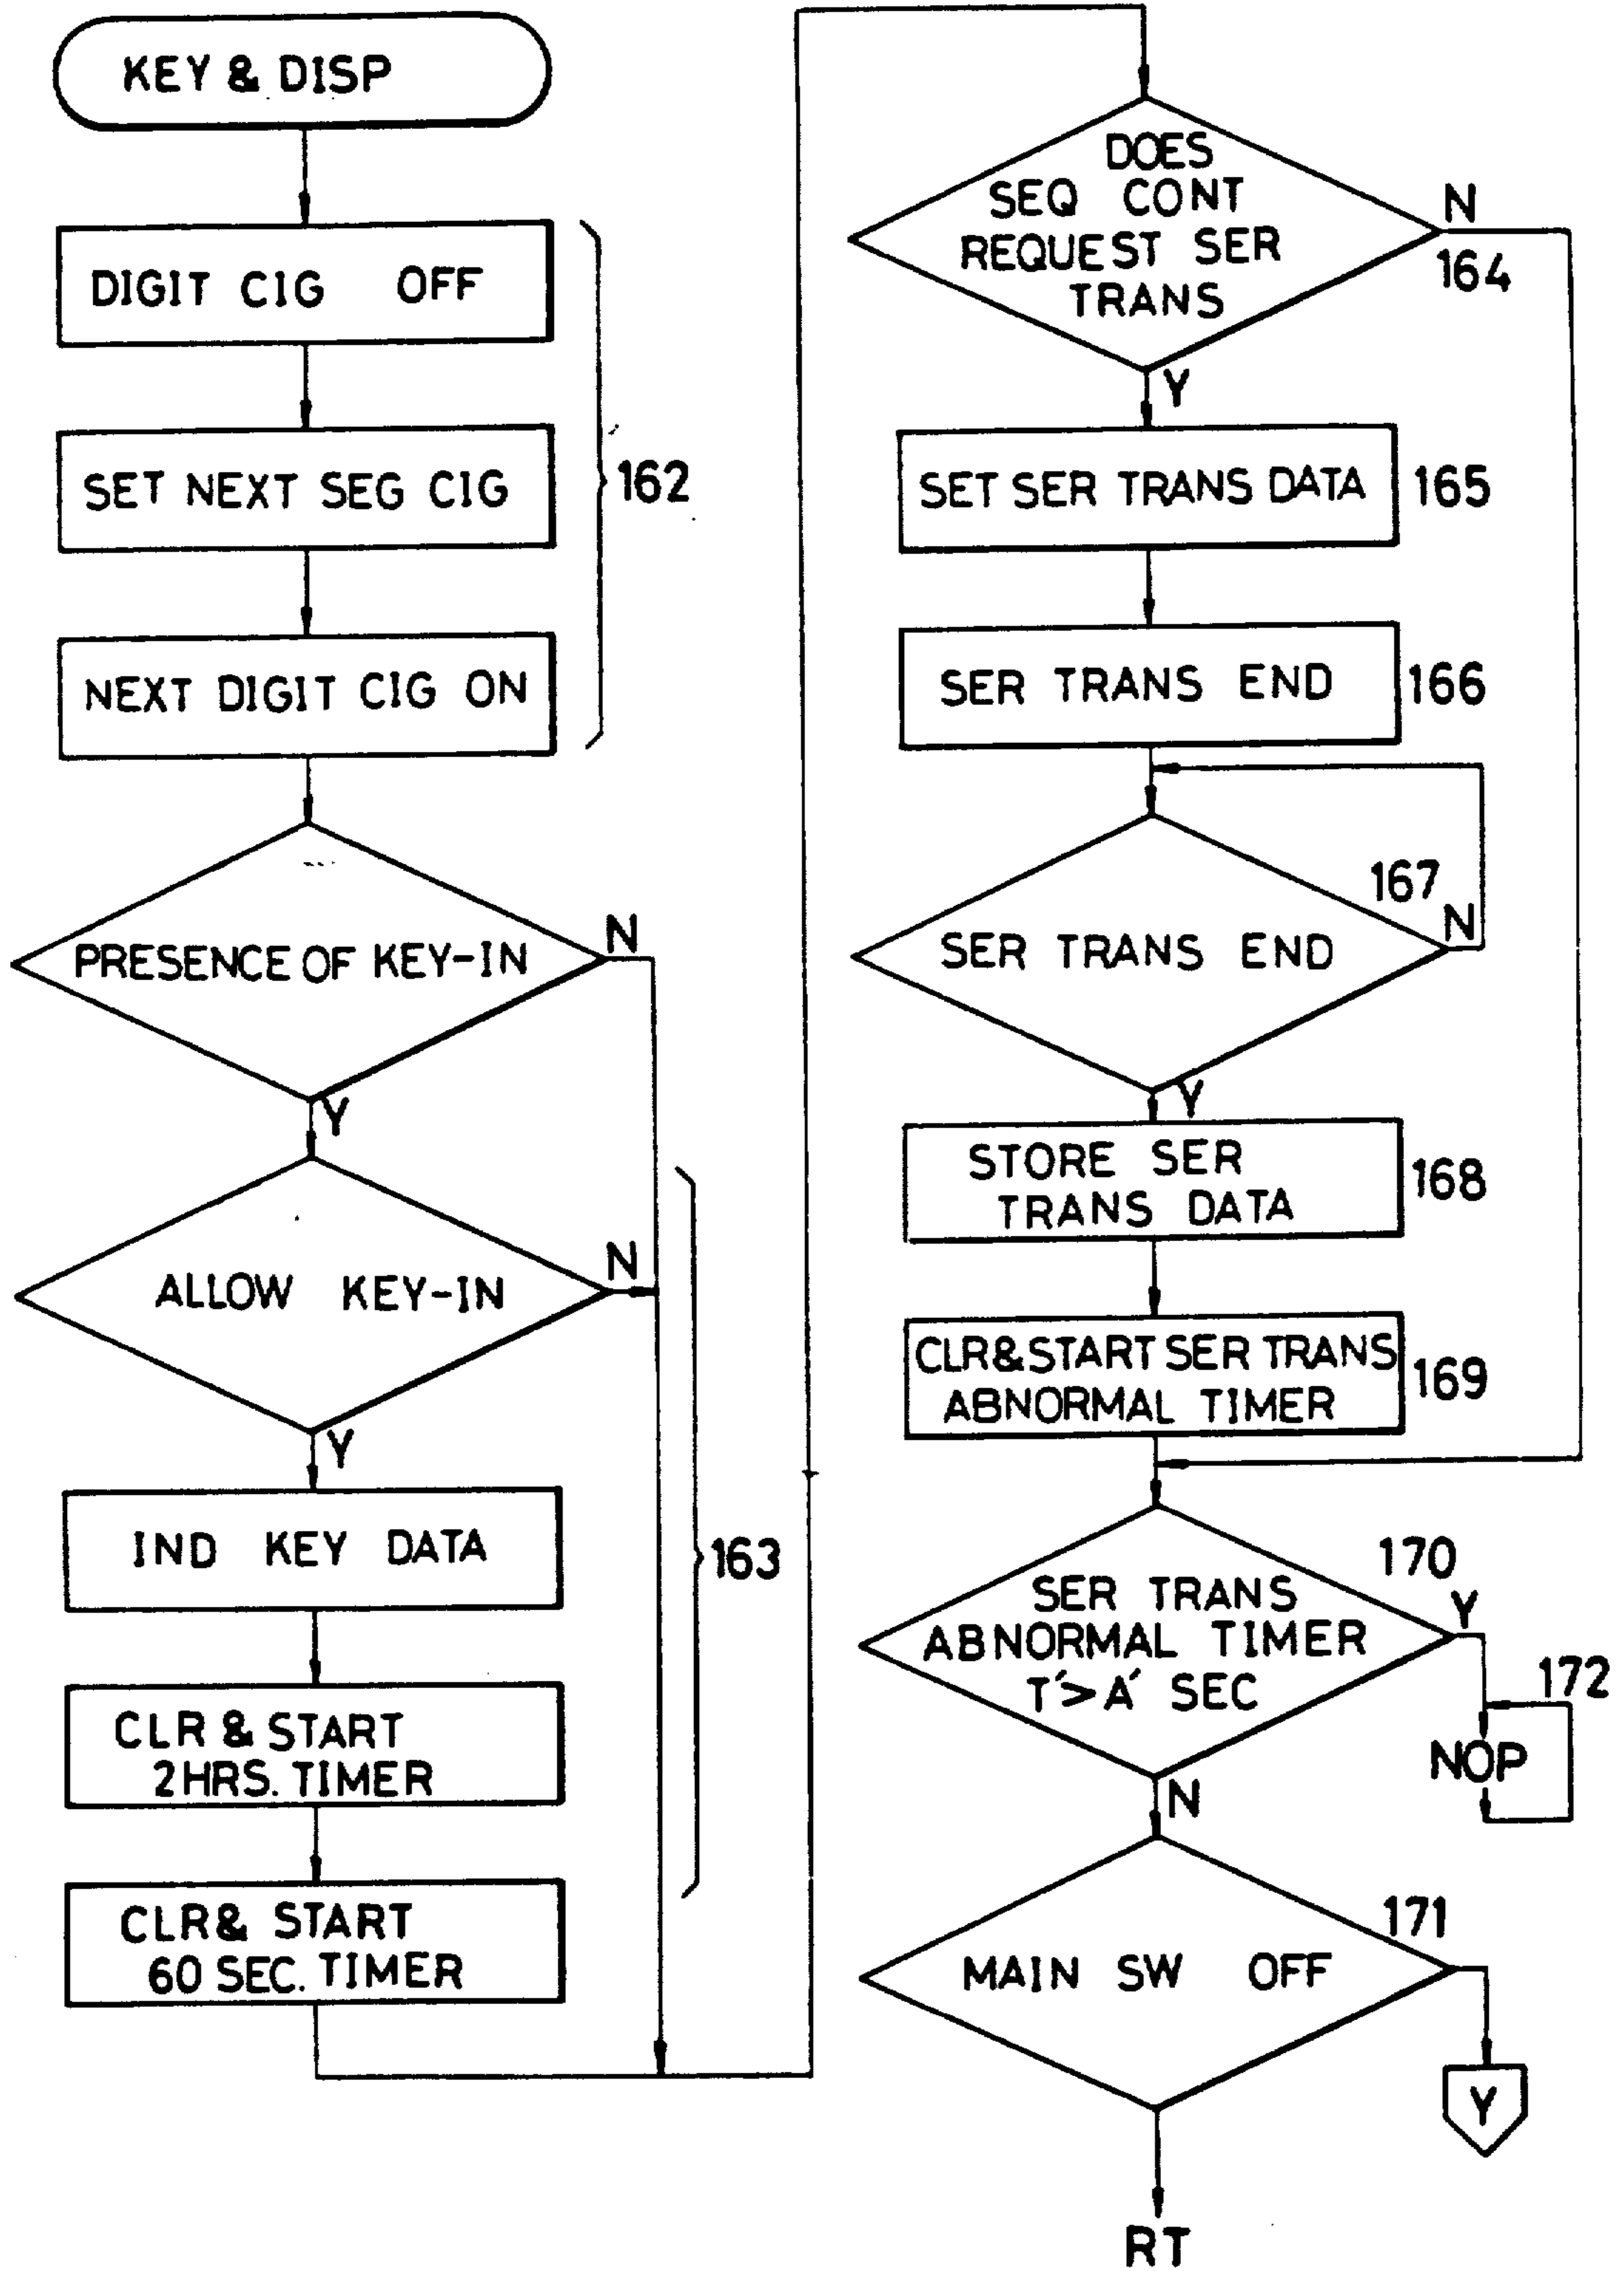 KEY & DISP
DIGIT CIG OFF
SET NEXT SEG CIG
NEXT DIGIT CIG ON
162
PRESENCE OF KEY-IN
N
Y
ALLOW KEY-IN
N
Y
IND KEY DATA
CLR & START
2HRS. TIMER
CLR & START
60 SEC. TIMER
163
DOES
SEQ CONT
REQUEST SER
TRANS
N
164
Y
SET SER TRANS DATA
165
SER TRANS END
166
167
SER TRANS END
N
Y
STORE SER
TRANS DATA
168
CLR&START SER TRANS
ABNORMAL TIMER
169
170
SER TRANS
ABNORMAL TIMER
T'>A' SEC
Y
172
NOP
N
171
MAIN SW OFF
Y
RT